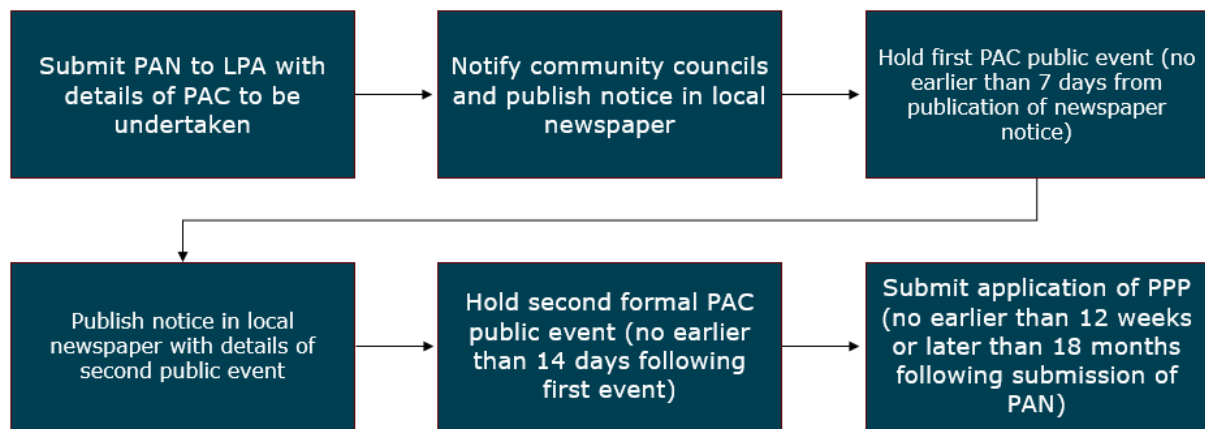 Submit PAN to LPA with
details of PAC to be
undertaken
Notify community councils
and publish notice in local
newspaper
Hold first PAC public event (no
earlier than 7 days from
publication of newspaper
notice)
Publish notice in local
newspaper with details of
second public event
Hold second formal PAC
public event (no earlier
than 14 days following
first event)
Submit application of PPP
(no earlier than 12 weeks
or later than 18 months
following submission of
PAN)